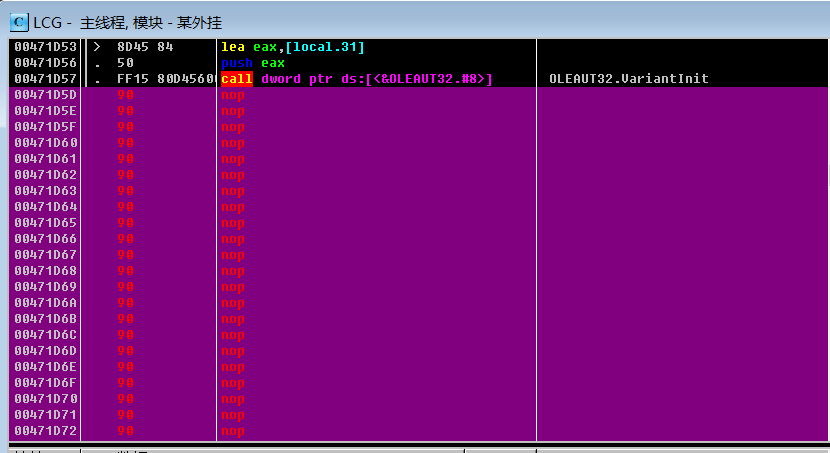 C LCG - 主线程, 模块 - 某外挂
00471D53 > 8D45 84 lea eax,[local.31]
00471D56 . 50 push eax
00471D57 . FF15 80D4560 call dword ptr ds:[<&OLEAUT32.#8>] OLEAUT32.VariantInit
00471D5D 90 nop
00471D5E 90 nop
00471D5F 90 nop
00471D60 90 nop
00471D61 90 nop
00471D62 90 nop
00471D63 90 nop
00471D64 90 nop
00471D65 90 nop
00471D66 90 nop
00471D67 90 nop
00471D68 90 nop
00471D69 90 nop
00471D6A 90 nop
00471D6B 90 nop
00471D6C 90 nop
00471D6D 90 nop
00471D6E 90 nop
00471D6F 90 nop
00471D70 90 nop
00471D71 90 nop
00471D72 90 nop